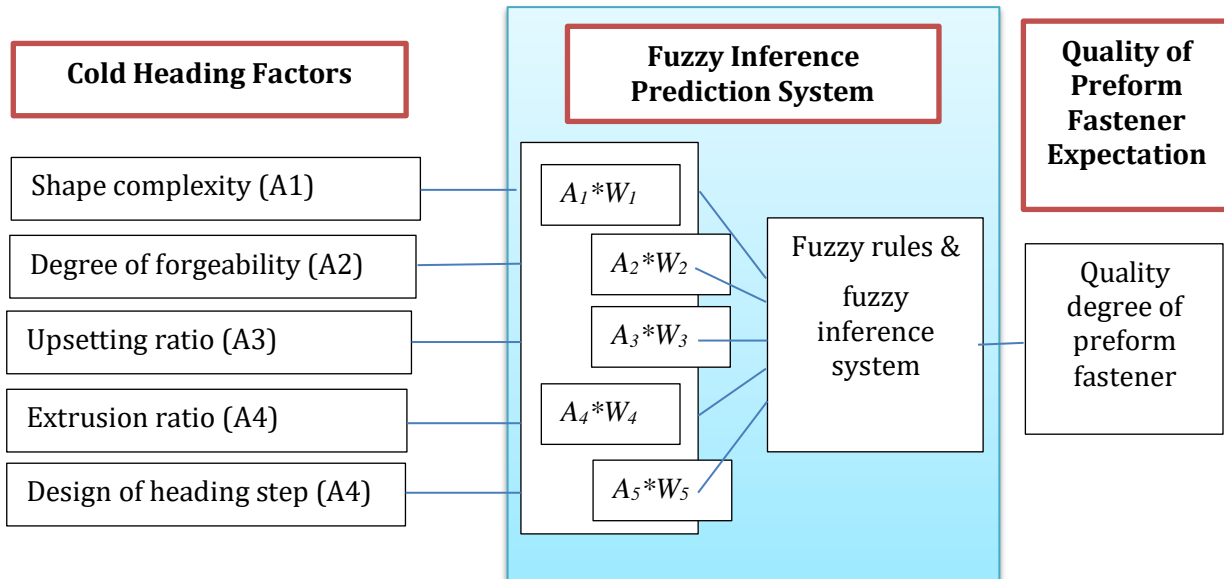 Cold Heading Factors
Fuzzy Inference
Prediction System
Quality of
Preform
Fastener
Expectation
Shape complexity (A1)
Degree of forgeability (A2)
Upsetting ratio (A3)
Extrusion ratio (A4)
Design of heading step (A4)
A1*W1
A2*W2
A3*W3
A4*W4
A5*W5
Fuzzy rules &
fuzzy
inference
system
Quality
degree of
preform
fastener